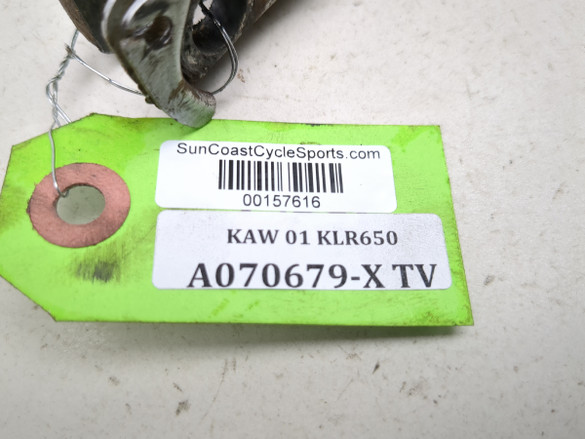 SunCoastCycleSports.com
00157616
KAW 01 KLR650
A070679-X TV